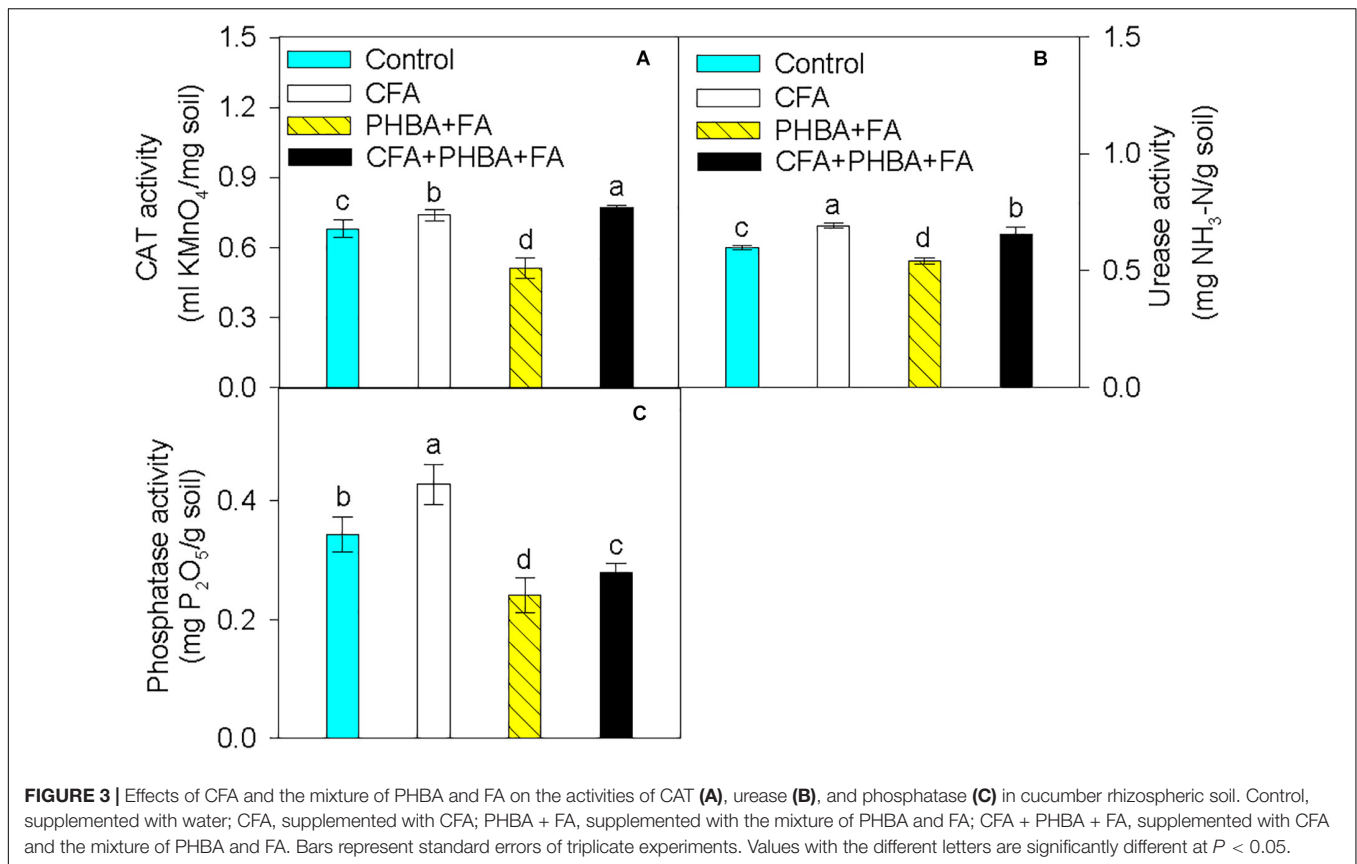 1.5
1.2
0.9
0.6
0.3
0.0
CAT activity
(ml KMnO4/mg soil)
Control
CFA
PHBA+FA
CFA+PHBA+FA
A
c
b
d
a
Control
CFA
PHBA+FA
CFA+PHBA+FA
B
c
a
d
b
1.5
1.0
0.5
0.0
Urease activity
(mg NH3-N/g soil)
C
0.4
0.2
0.0
Phosphatase activity
(mg P2O5/g soil)
b
a
d
c
FIGURE 3 | Effects of CFA and the mixture of PHBA and FA on the activities of CAT (A), urease (B), and phosphatase (C) in cucumber rhizospheric soil. Control,
supplemented with water; CFA, supplemented with CFA; PHBA + FA, supplemented with the mixture of PHBA and FA; CFA + PHBA + FA, supplemented with CFA
and the mixture of PHBA and FA. Bars represent standard errors of triplicate experiments. Values with the different letters are significantly different at P < 0.05.